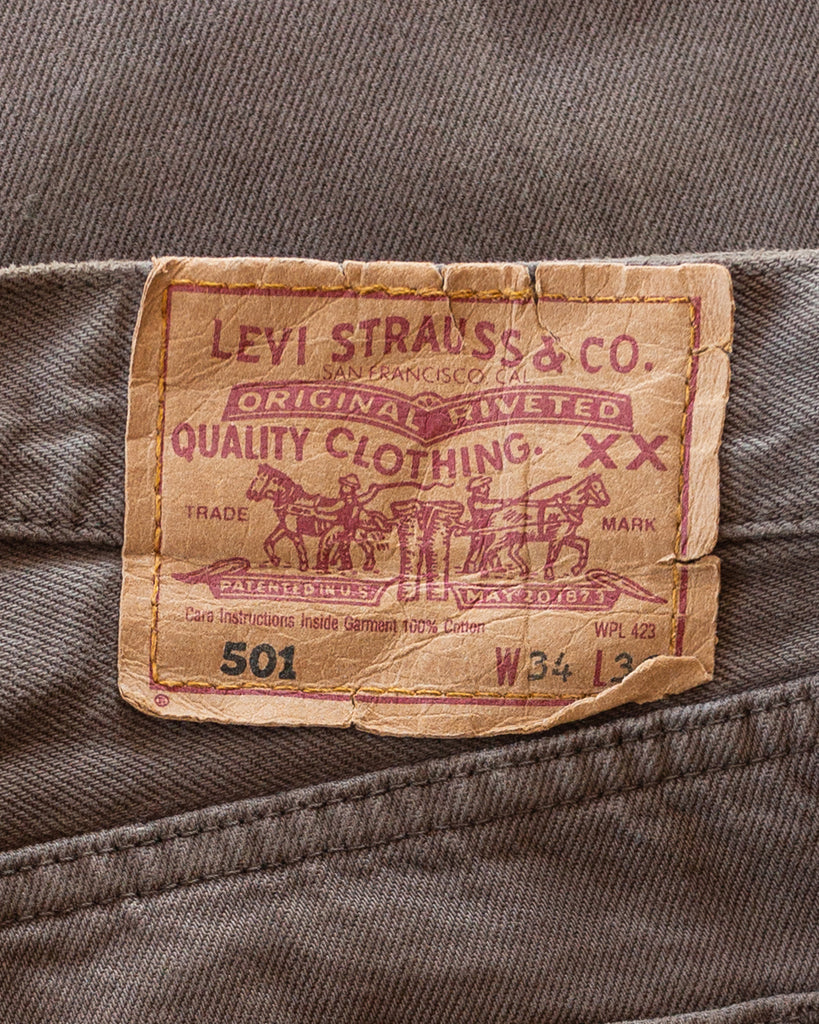 LEVI STRAUSS & CO.
SAN FRANCISCO, CAL.
ORIGINAL RIVETED
QUALITY CLOTHING. XX
TRADE MARK
PATENTED IN U.S. MAY 20 1873
Care Instructions Inside Garment 100% Cotton WPL 423
501 W34 L3
®